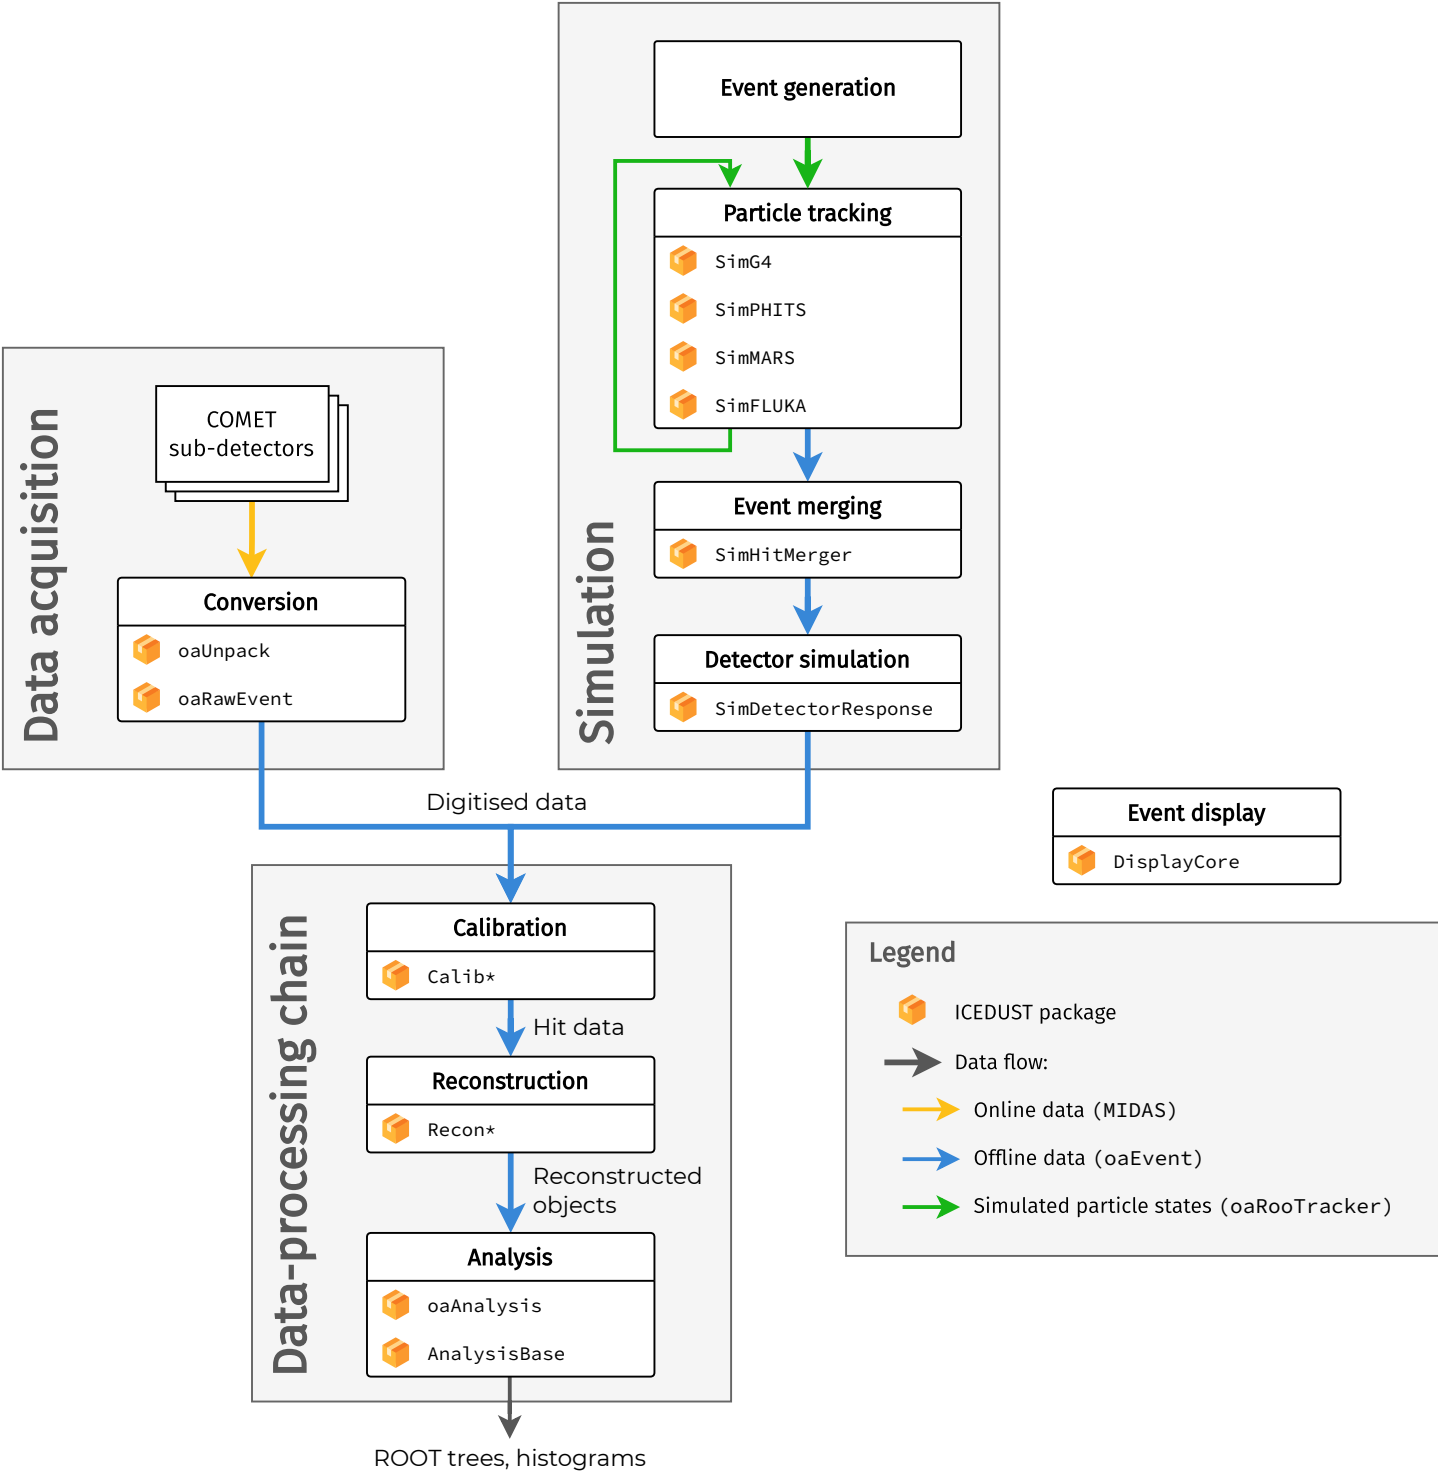 Event generation
Particle tracking
SimG4
SimPHITS
SimMARS
SimFLUKA
Event merging
SimHitMerger
Detector simulation
SimDetectorResponse
Simulation
COMET
sub-detectors
Conversion
oaUnpack
oaRawEvent
Data acquisition
Digitised data
Calibration
Calib*
Hit data
Reconstruction
Recon*
Reconstructed
objects
Analysis
oaAnalysis
AnalysisBase
Data-processing chain
ROOT trees, histograms
Event display
DisplayCore
Legend
ICEDUST package
Data flow:
Online data (MIDAS)
Offline data (oaEvent)
Simulated particle states (oaRooTracker)